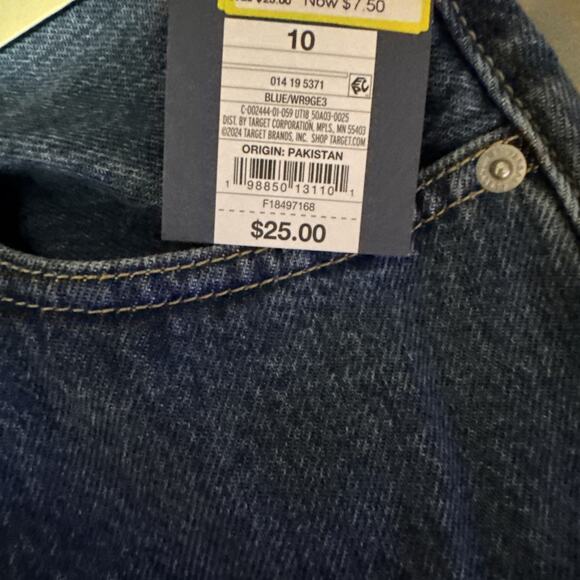 $25.00 Now $7.50
10
014 19 5371
BLUE/WR9GE3
C-002444-01-059 UT18 50A03-0025
DIST. BY TARGET CORPORATION, MPLS, MN 55403
©2024 TARGET BRANDS, INC. SHOP TARGET.COM
ORIGIN: PAKISTAN
1 98850 13110 1
F18497168
$25.00